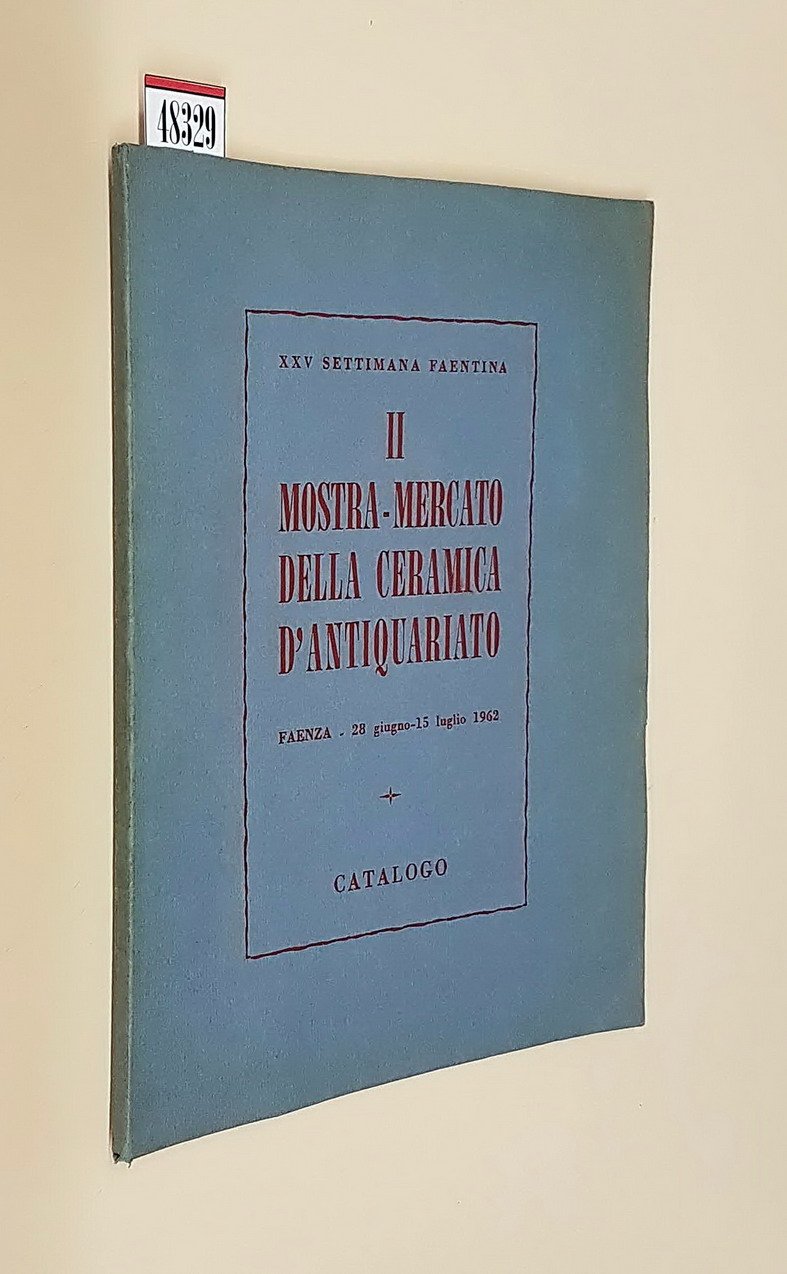 48329
XXV SETTIMANA FAENTINA
II
MOSTRA-MERCATO
DELLA CERAMICA
D'ANTIQUARIATO
FAENZA - 28 giugno-15 luglio 1962
CATALOGO